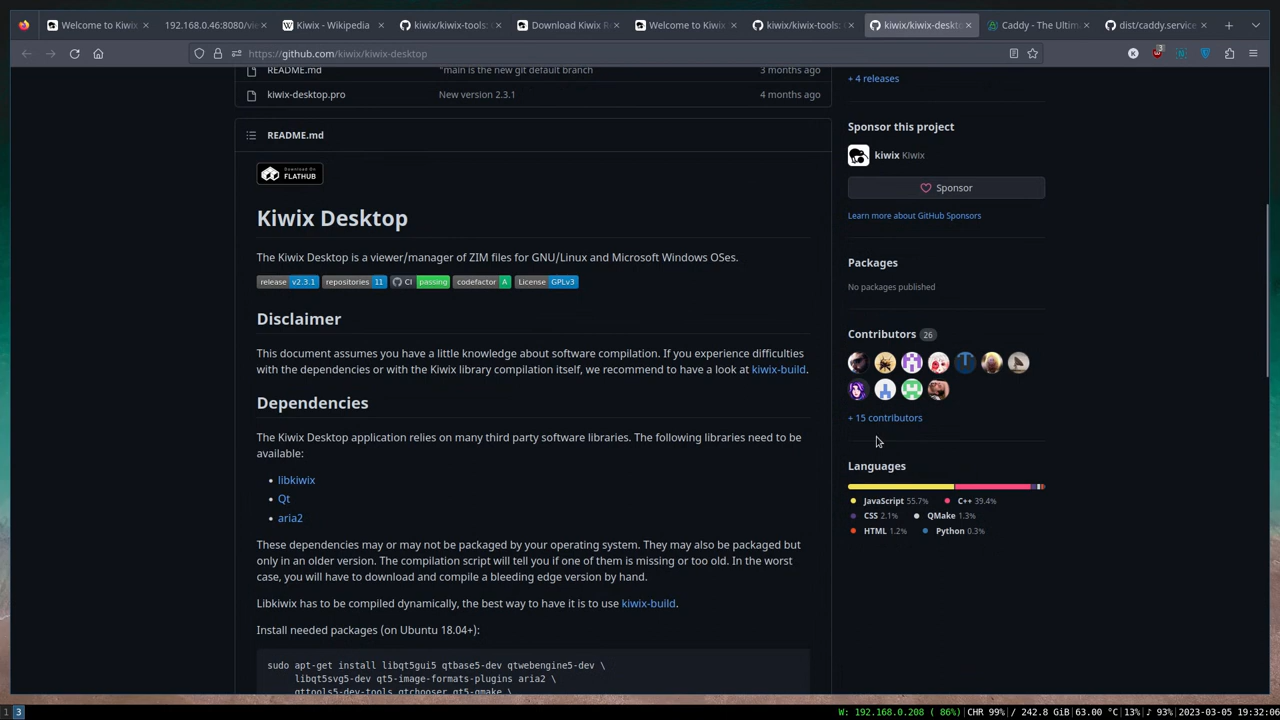 Welcome to Kiwix
192.168.0.46:8080/vie
Kiwix - Wikipedia
kiwix/kiwix-tools:
Download Kiwix R
Welcome to Kiwix
kiwix/kiwix-tools: C
kiwix/kiwix-deskto
Caddy - The Ultim
dist/caddy.service
https://github.com/kiwix/kiwix-desktop
3
README.md
*main is the new git default branch
3 months ago
kiwix-desktop.pro
New version 2.3.1
4 months ago
README.md
Download On
FLATHUB
Kiwix Desktop
The Kiwix Desktop is a viewer/manager of ZIM files for GNU/Linux and Microsoft Windows OSes.
release v2.3.1 repositories 11 CI passing codefactor A License GPLv3
Disclaimer
This document assumes you have a little knowledge about software compilation. If you experience difficulties
with the dependencies or with the Kiwix library compilation itself, we recommend to have a look at kiwix-build.
Dependencies
The Kiwix Desktop application relies on many third party software libraries. The following libraries need to be
available:
• libkiwix
• Qt
• aria2
These dependencies may or may not be packaged by your operating system. They may also be packaged but
only in an older version. The compilation script will tell you if one of them is missing or too old. In the worst
case, you will have to download and compile a bleeding edge version by hand.
Libkiwix has to be compiled dynamically, the best way to have it is to use kiwix-build.
Install needed packages (on Ubuntu 18.04+):
sudo apt-get install libqt5gui5 qtbase5-dev qtwebengine5-dev \
libqt5svg5-dev qt5-image-formats-plugins aria2 \
qttools5-dev-tools qtchooser qt5-qmake \
+ 4 releases
Sponsor this project
kiwix Kiwix
Sponsor
Learn more about GitHub Sponsors
Packages
No packages published
Contributors 26
+ 15 contributors
Languages
JavaScript 55.7%
C++ 39.4%
CSS 2.1%
QMake 1.3%
HTML 1.2%
Python 0.3%
1 3
W: 192.168.0.208 ( 86%)|CHR 99%|/ 242.8 GiB|63.00 °C|13%|♪ 93%|2023-03-05 19:32:06